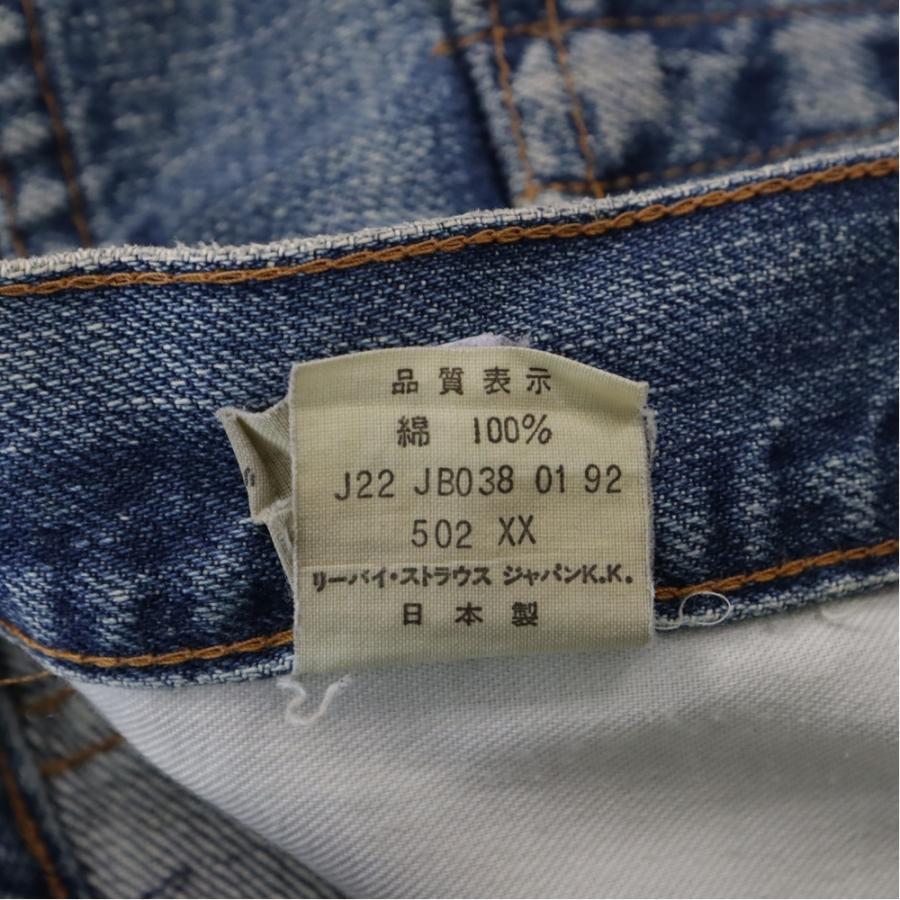 品質表示
綿 100%
J22 JB038 01 92
502 XX
リーバイ・ストラウス ジャパンK.K.
日本製